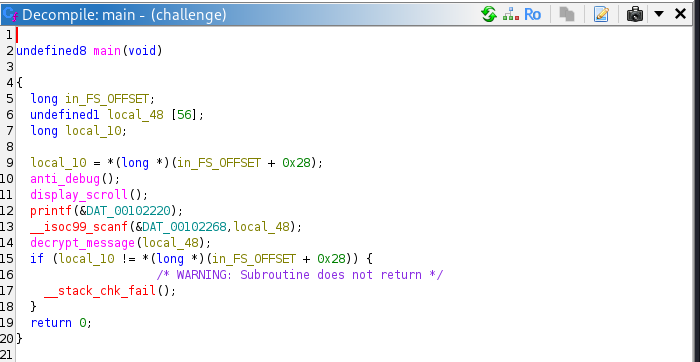 Decompile: main - (challenge)
Ro
1
2 undefined8 main(void)
3
4 {
5 long in_FS_OFFSET;
6 undefined1 local_48 [56];
7 long local_10;
8
9 local_10 = *(long *)(in_FS_OFFSET + 0x28);
10 anti_debug();
11 display_scroll();
12 printf(&DAT_00102220);
13 __isoc99_scanf(&DAT_00102268,local_48);
14 decrypt_message(local_48);
15 if (local_10 != *(long *)(in_FS_OFFSET + 0x28)) {
16 /* WARNING: Subroutine does not return */
17 __stack_chk_fail();
18 }
19 return 0;
20 }
21